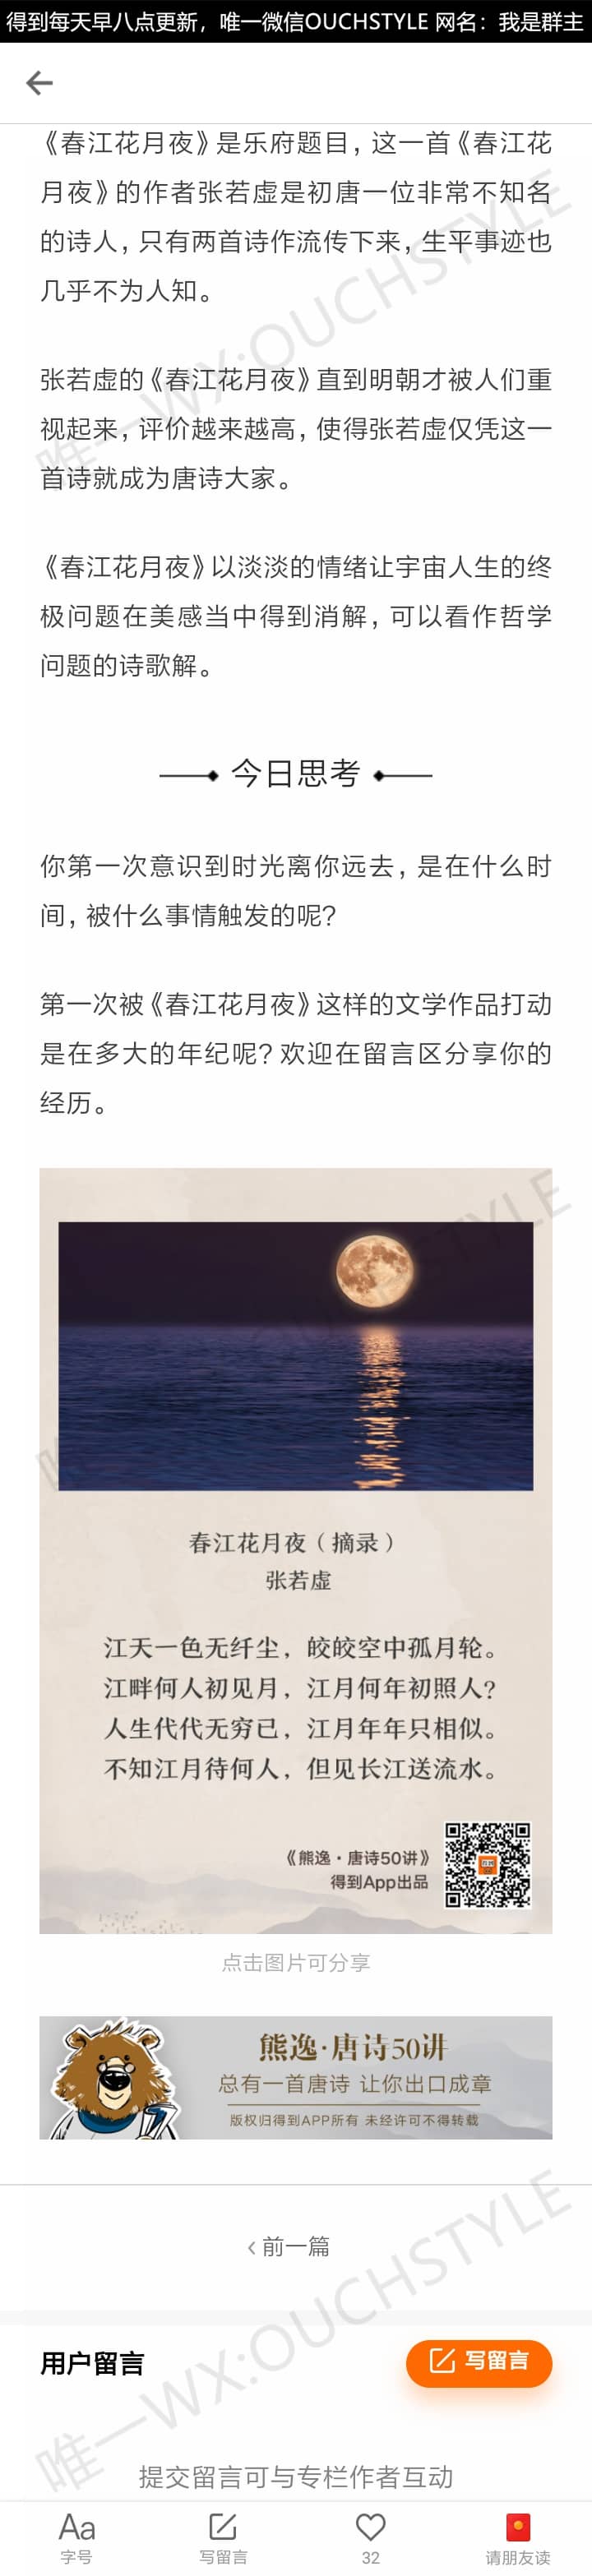 得到每天早八点更新，唯一微信OUCHSTYLE 网名：我是群主
《春江花月夜》是乐府题目，这一首《春江花
月夜》的作者张若虚是初唐一位非常不知名
的诗人，只有两首诗作流传下来，生平事迹也
几乎不为人知。
张若虚的《春江花月夜》直到明朝才被人们重
视起来，评价越来越高，使得张若虚仅凭这一
首诗就成为唐诗大家。
《春江花月夜》以淡淡的情绪让宇宙人生的终
极问题在美感当中得到消解，可以看作哲学
问题的诗歌解。
唯一WX:OUCHSTYLE
今日思考
你第一次意识到时光离你远去，是在什么时
间，被什么事情触发的呢？
第一次被《春江花月夜》这样的文学作品打动
是在多大的年纪呢？欢迎在留言区分享你的
经历。
春江花月夜（摘录）
张若虚
江天一色无纤尘，皎皎空中孤月轮。
江畔何人初见月，江月何年初照人？
人生代代无穷已，江月年年只相似。
不知江月待何人，但见长江送流水。
《熊逸·唐诗50讲》
得到App出品
点击图片可分享
熊逸·唐诗50讲
总有一首唐诗 让你出口成章
版权归得到APP所有 未经许可不得转载
‹ 前一篇
唯一WX:OUCHSTYLE
用户留言
写留言
提交留言可与专栏作者互动
Aa
字号
写留言
32
请朋友读